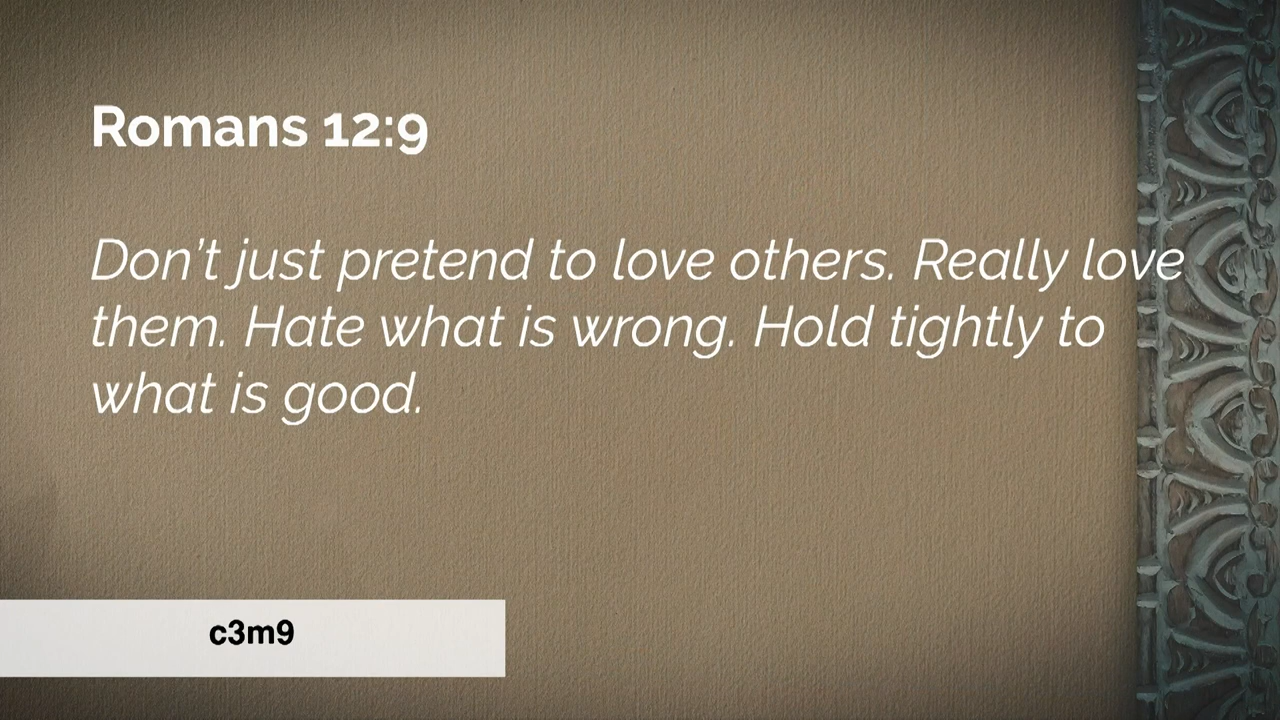 Romans 12:9
Don’t just pretend to love others. Really love
them. Hate what is wrong. Hold tightly to
what is good.
c3m9